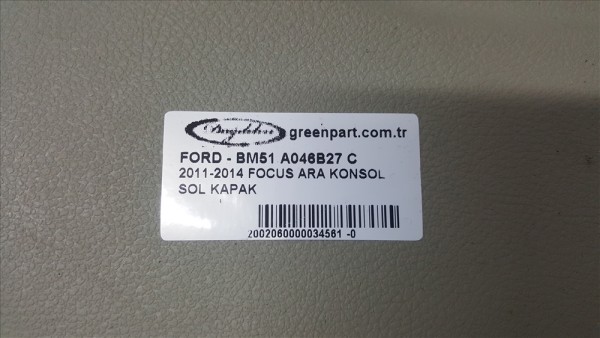 greenpart.com.tr
FORD - BM51 A046B27 C
2011-2014 FOCUS ARA KONSOL
SOL KAPAK
2002060000034561 -0